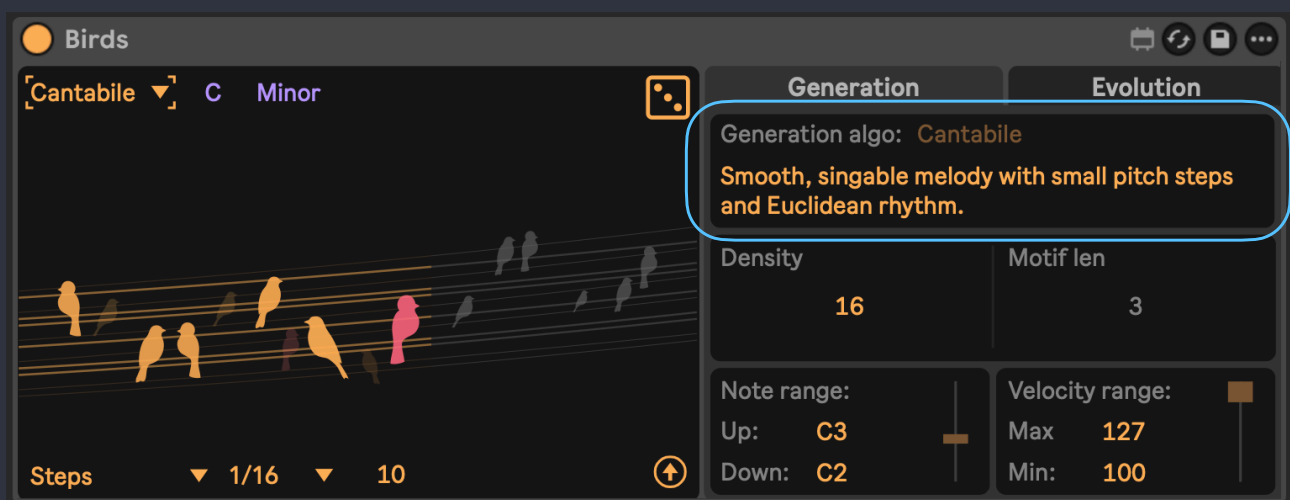 Birds
Cantabile C Minor
Generation Evolution
Generation algo: Cantabile
Smooth, singable melody with small pitch steps
and Euclidean rhythm.
Density Motif len
16 3
Note range: Velocity range:
Up: C3 Max 127
Down: C2 Min: 100
Steps 1/16 10